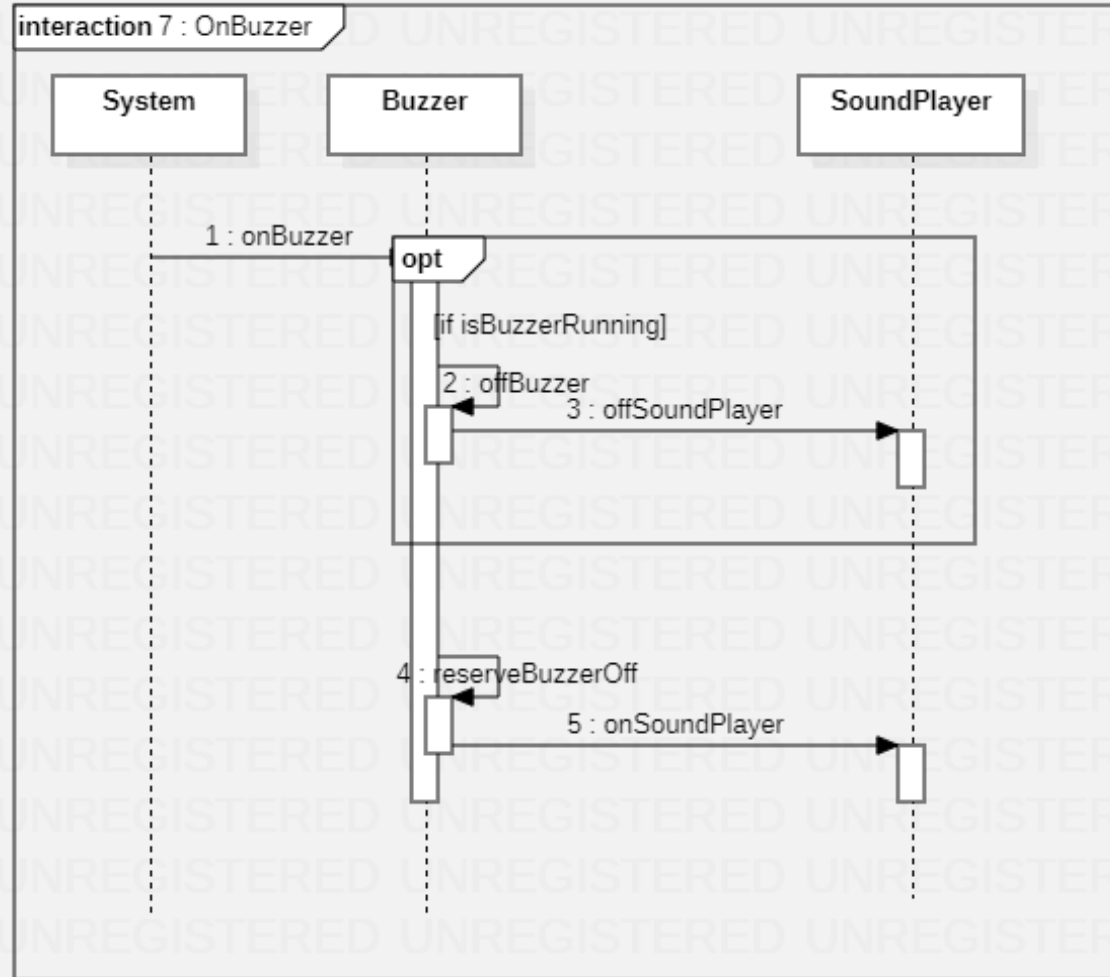 interaction 7 : OnBuzzer
System
Buzzer
SoundPlayer
1 : onBuzzer
opt
[if isBuzzerRunning]
2 : offBuzzer
3 : offSoundPlayer
4 : reserveBuzzerOff
5 : onSoundPlayer
UNREGISTERED